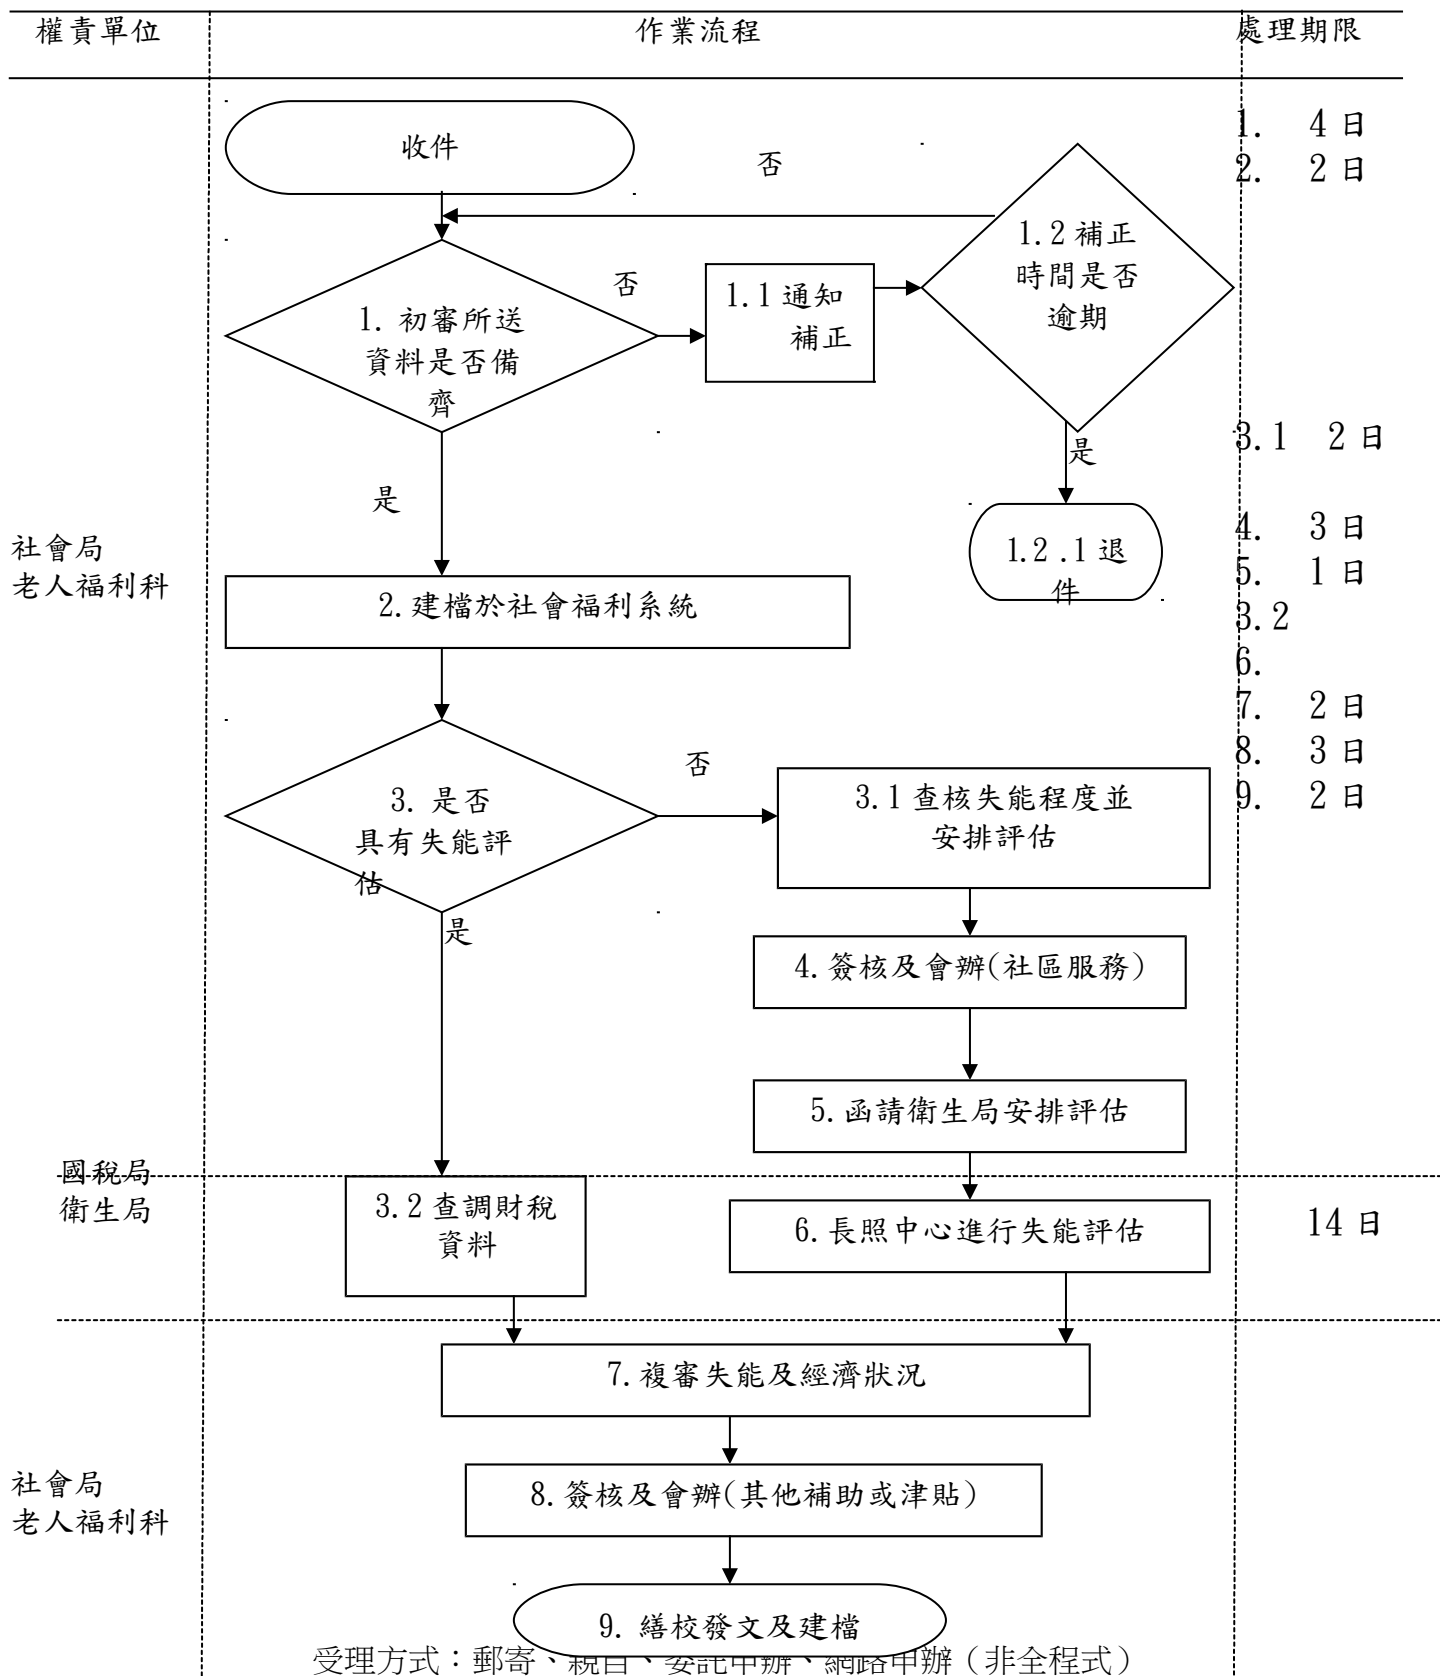 權責單位
作業流程
處理期限
收件
否
1. 4日
2. 2日
1.2補正
時間是否
逾期
否
1.1通知
補正
1. 初審所送
資料是否備
齊
是
3.1 2日
是
1.2.1退
件
4. 3日
5. 1日
3.2
6.
7. 2日
8. 3日
9. 2日
社會局
老人福利科
2.建檔於社會福利系統
3. 是否
具有失能評
估
否
3.1查核失能程度並
安排評估
是
4.簽核及會辦(社區服務)
5.函請衛生局安排評估
國稅局
衛生局
3.2查調財稅
資料
6.長照中心進行失能評估
14日
7.複審失能及經濟狀況
社會局
老人福利科
8.簽核及會辦(其他補助或津貼)
9. 繕校發文及建檔
受理方式：郵寄、親自、委託申辦、網路申辦（非全程式）